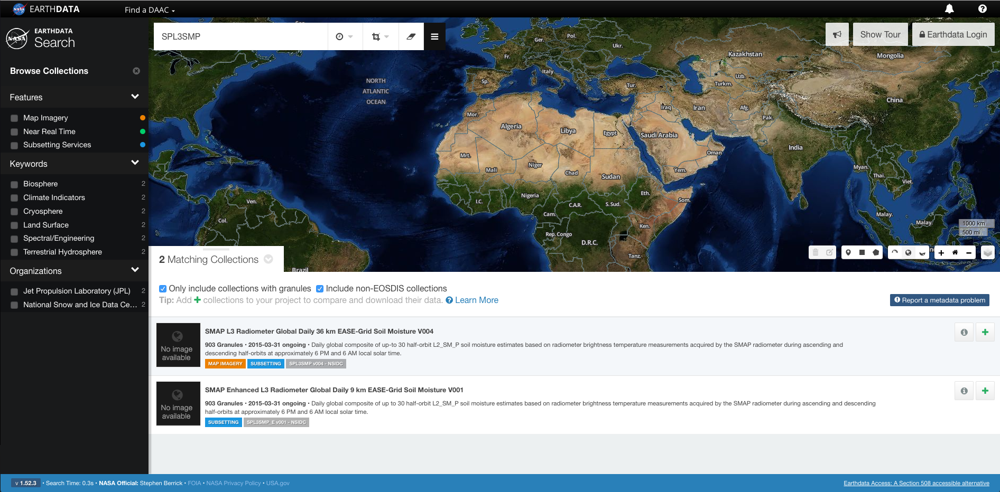 EARTHDATA
Find a DAAC
NASA
EARTHDATA
Search
Browse Collections
Features
Map Imagery
Near Real Time
Subsetting Services
Keywords
Biosphere 2
Climate Indicators 2
Cryosphere 2
Land Surface 2
Spectral/Engineering 2
Terrestrial Hydrosphere 2
Organizations
Jet Propulsion Laboratory (JPL) 2
National Snow and Ice Data Ce... 2
SPL3SMP
Show Tour
Earthdata Login
Ger.
Pol.
Ukr.
Kazakhstan
Mongolia
Fr.
Italy
Uzb.
NORTH
ATLANTIC
OCEAN
Sp.
Tur.
Turkm.
China
Mor.
Iraq
Iran
Afg.
Pak.
Algeria
Libya
Egypt
Saudi Arabia
India
Mrt.
Oman
Mali
Niger
Chad
Sudan
Yem.
Myan.
Thai.
Viet.
Ven.
I.C.
Nigeria
C.A.R.
S. Sud.
Eth.
Som.
Col.
Cam.
Ken.
Malay.
Malay.
Rep. Congo
D.R.C.
Tanz.
Brazil
1000 km
500 mi
2 Matching Collections
Only include collections with granules Include non-EOSDIS collections
Tip: Add collections to your project to compare and download their data. Learn More
Report a metadata problem
No image
available
SMAP L3 Radiometer Global Daily 36 km EASE-Grid Soil Moisture V004
903 Granules • 2015-03-31 ongoing • Daily global composite of up-to 30 half-orbit L2_SM_P soil moisture estimates based on radiometer brightness temperature measurements acquired by the SMAP radiometer during ascending and
descending half-orbits at approximately 6 PM and 6 AM local solar time.
MAP IMAGERY SUBSETTING SPL3SMP v004 - NSIDC
No image
available
SMAP Enhanced L3 Radiometer Global Daily 9 km EASE-Grid Soil Moisture V001
903 Granules • 2015-03-31 ongoing • Daily global composite of up to 30 half-orbit L2_SM_P soil moisture estimates based on radiometer brightness temperature measurements acquired by the SMAP radiometer during ascending and descending
half-orbits at approximately 6 PM and 6 AM local solar time.
SUBSETTING SPL3SMP_E v001 - NSIDC
v 1.52.3 • Search Time: 0.3s • NASA Official: Stephen Berrick • FOIA • NASA Privacy Policy • USA.gov
Earthdata Access: A Section 508 accessible alternative